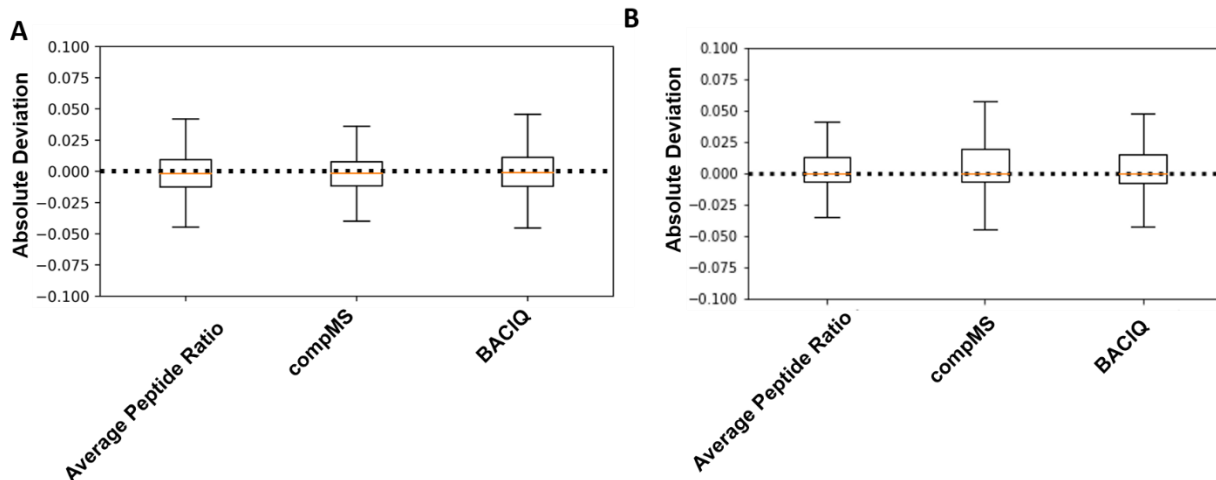 A
0.100
0.075
0.050
0.025
0.000
−0.025
−0.050
−0.075
−0.100
Absolute Deviation
Average Peptide Ratio
compMS
BACIQ
B
0.100
0.075
0.050
0.025
0.000
−0.025
−0.050
−0.075
−0.100
Absolute Deviation
Average Peptide Ratio
compMS
BACIQ